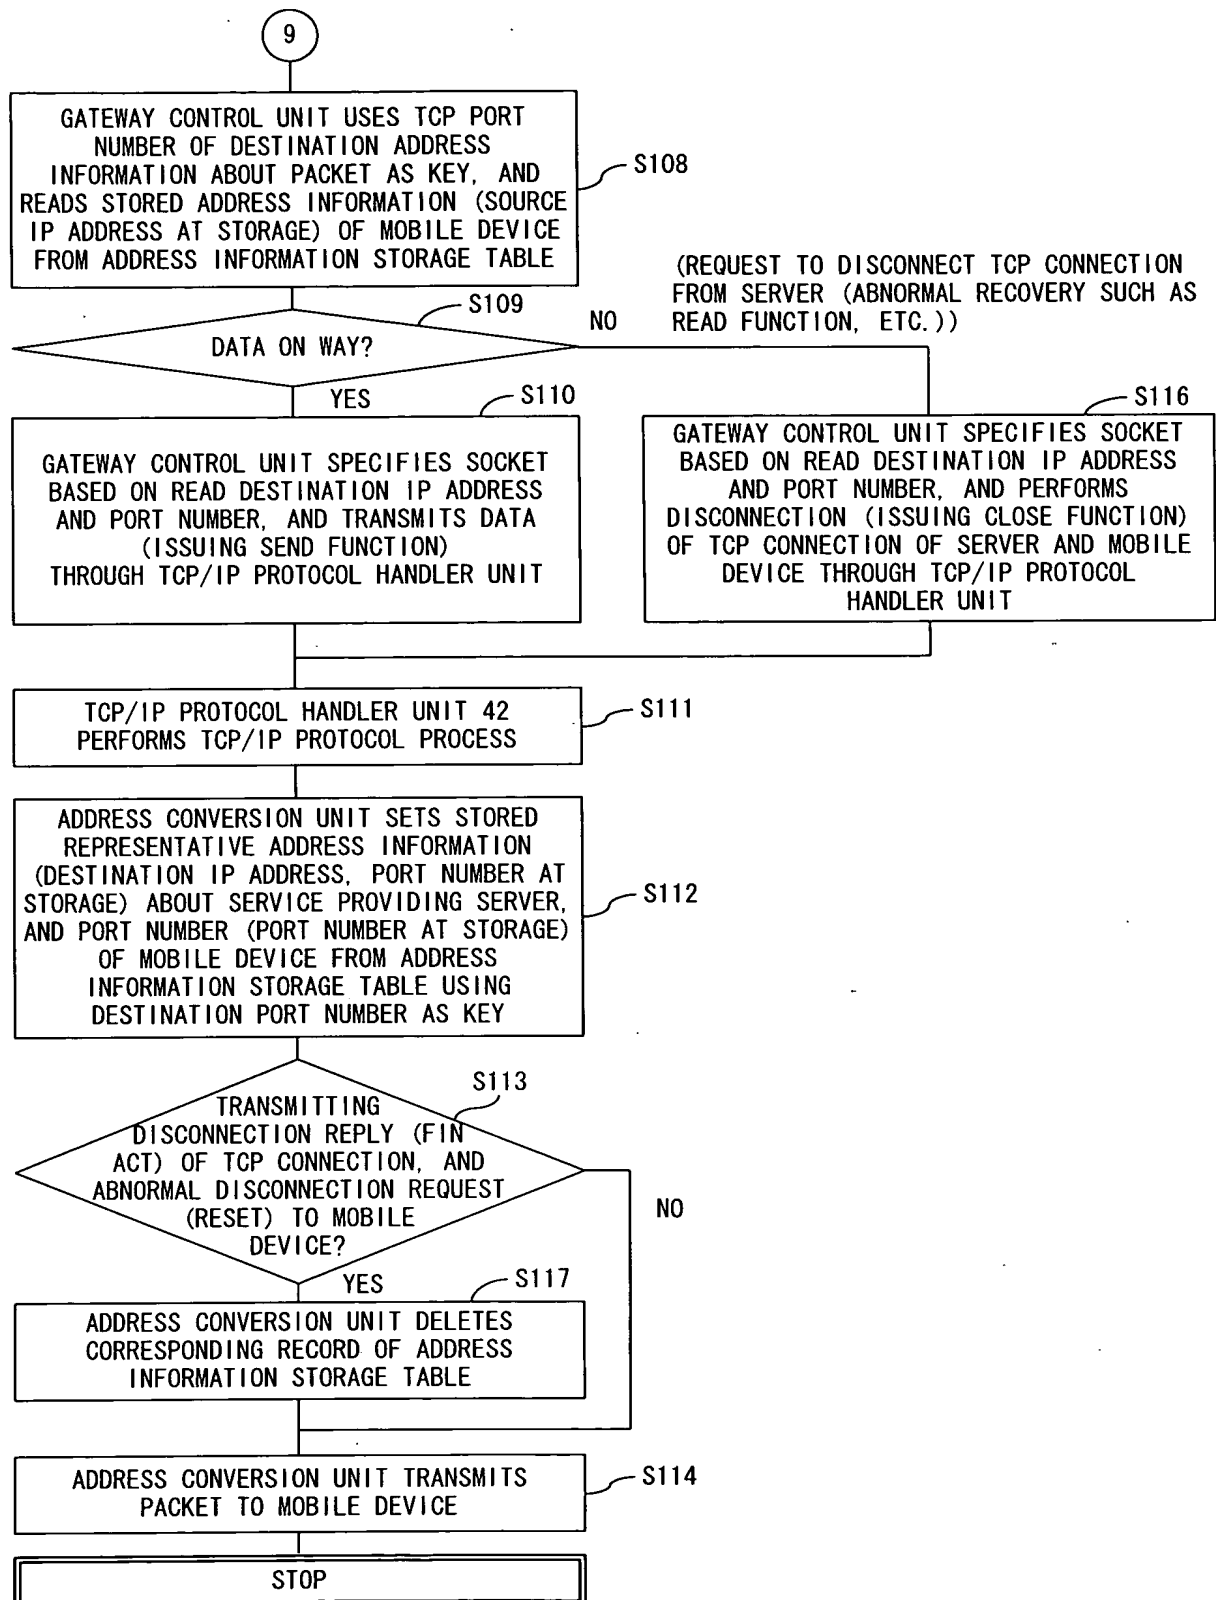 9
GATEWAY CONTROL UNIT USES TCP PORT
NUMBER OF DESTINATION ADDRESS
INFORMATION ABOUT PACKET AS KEY, AND
READS STORED ADDRESS INFORMATION (SOURCE
IP ADDRESS AT STORAGE) OF MOBILE DEVICE
FROM ADDRESS INFORMATION STORAGE TABLE
S108
S109
DATA ON WAY?
NO
(REQUEST TO DISCONNECT TCP CONNECTION
FROM SERVER (ABNORMAL RECOVERY SUCH AS
READ FUNCTION, ETC.))
YES
S110
GATEWAY CONTROL UNIT SPECIFIES SOCKET
BASED ON READ DESTINATION IP ADDRESS
AND PORT NUMBER, AND TRANSMITS DATA
(ISSUING SEND FUNCTION)
THROUGH TCP/IP PROTOCOL HANDLER UNIT
S116
GATEWAY CONTROL UNIT SPECIFIES SOCKET
BASED ON READ DESTINATION IP ADDRESS
AND PORT NUMBER, AND PERFORMS
DISCONNECTION (ISSUING CLOSE FUNCTION)
OF TCP CONNECTION OF SERVER AND MOBILE
DEVICE THROUGH TCP/IP PROTOCOL
HANDLER UNIT
TCP/IP PROTOCOL HANDLER UNIT 42
PERFORMS TCP/IP PROTOCOL PROCESS
S111
ADDRESS CONVERSION UNIT SETS STORED
REPRESENTATIVE ADDRESS INFORMATION
(DESTINATION IP ADDRESS, PORT NUMBER AT
STORAGE) ABOUT SERVICE PROVIDING SERVER,
AND PORT NUMBER (PORT NUMBER AT STORAGE)
OF MOBILE DEVICE FROM ADDRESS
INFORMATION STORAGE TABLE USING
DESTINATION PORT NUMBER AS KEY
S112
S113
TRANSMITTING
DISCONNECTION REPLY (FIN
ACT) OF TCP CONNECTION, AND
ABNORMAL DISCONNECTION REQUEST
(RESET) TO MOBILE
DEVICE?
NO
YES
S117
ADDRESS CONVERSION UNIT DELETES
CORRESPONDING RECORD OF ADDRESS
INFORMATION STORAGE TABLE
ADDRESS CONVERSION UNIT TRANSMITS
PACKET TO MOBILE DEVICE
S114
STOP